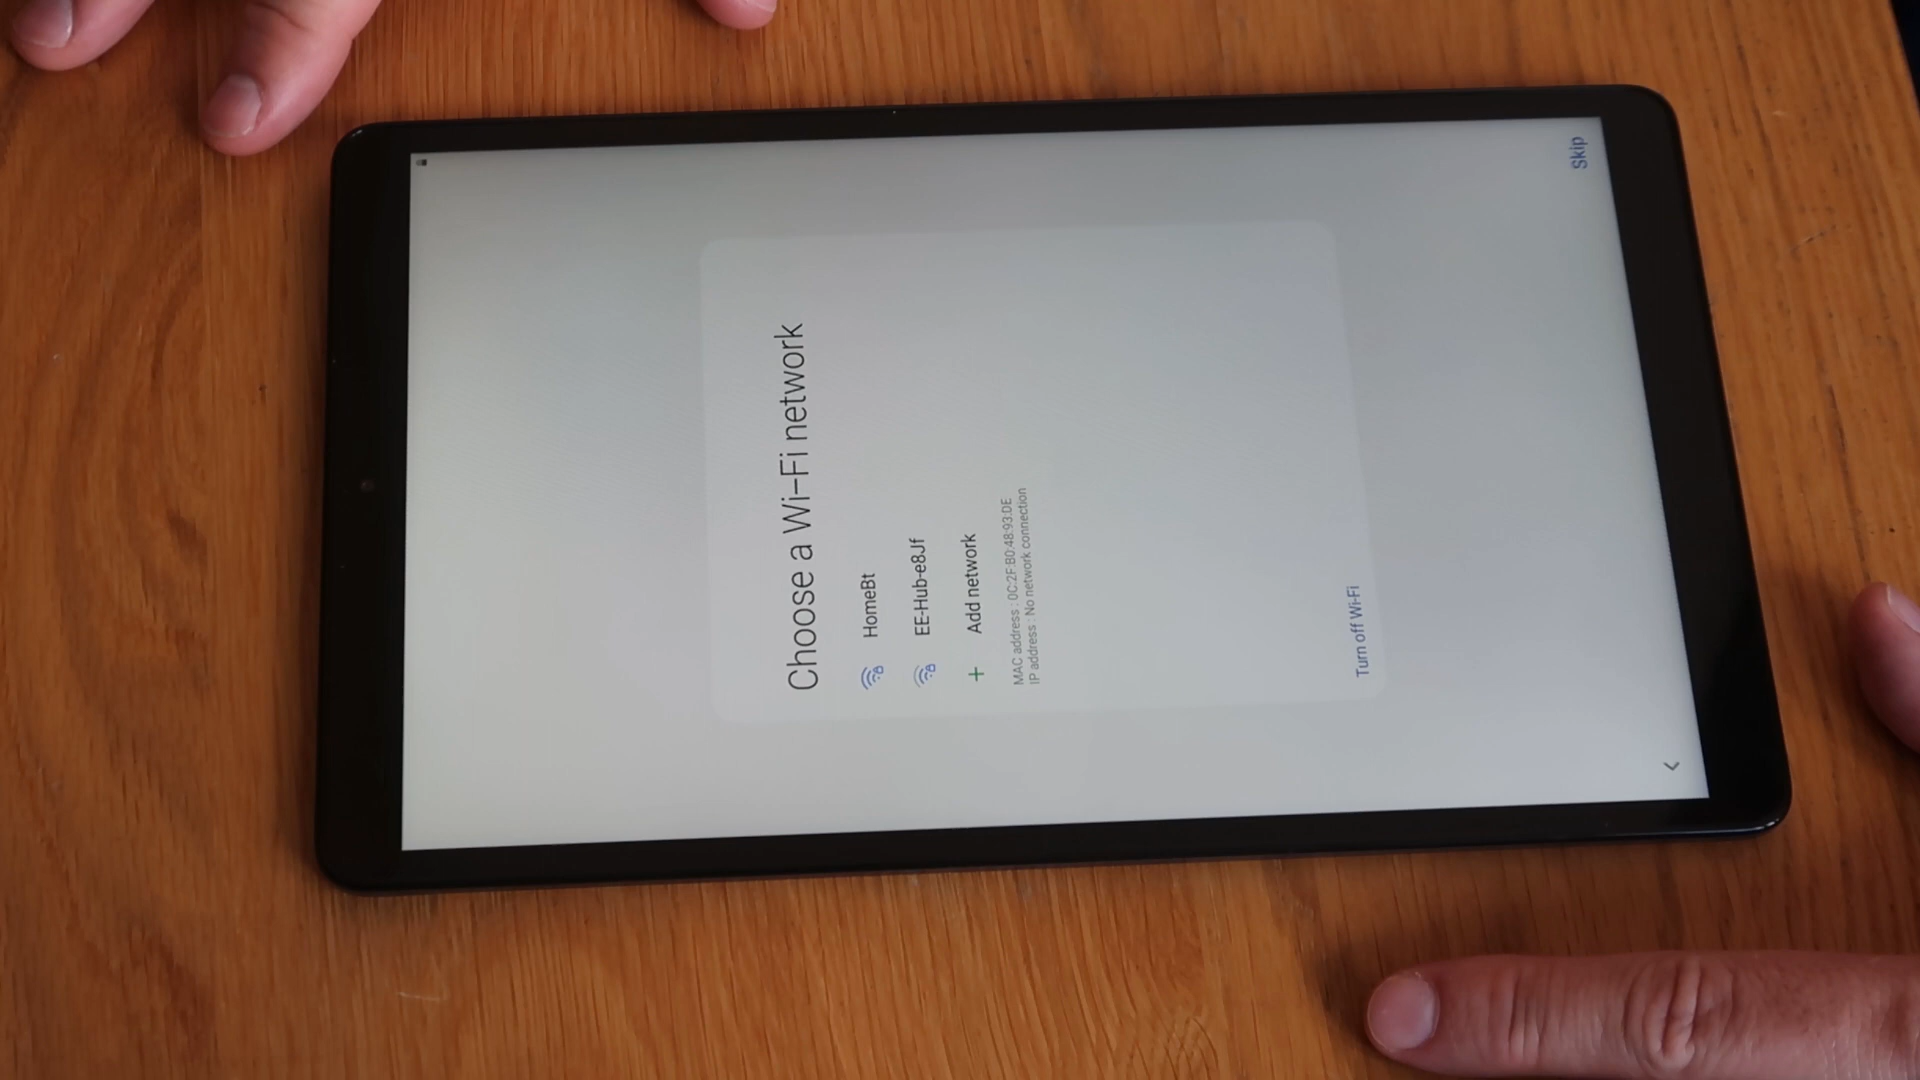 Choose a Wi-Fi network
HomeBt
EE-Hub-e8Jf
Add network
MAC address : 0C:2F:B0:48:93:DE
IP address : No network connection
Turn off Wi-Fi
Skip